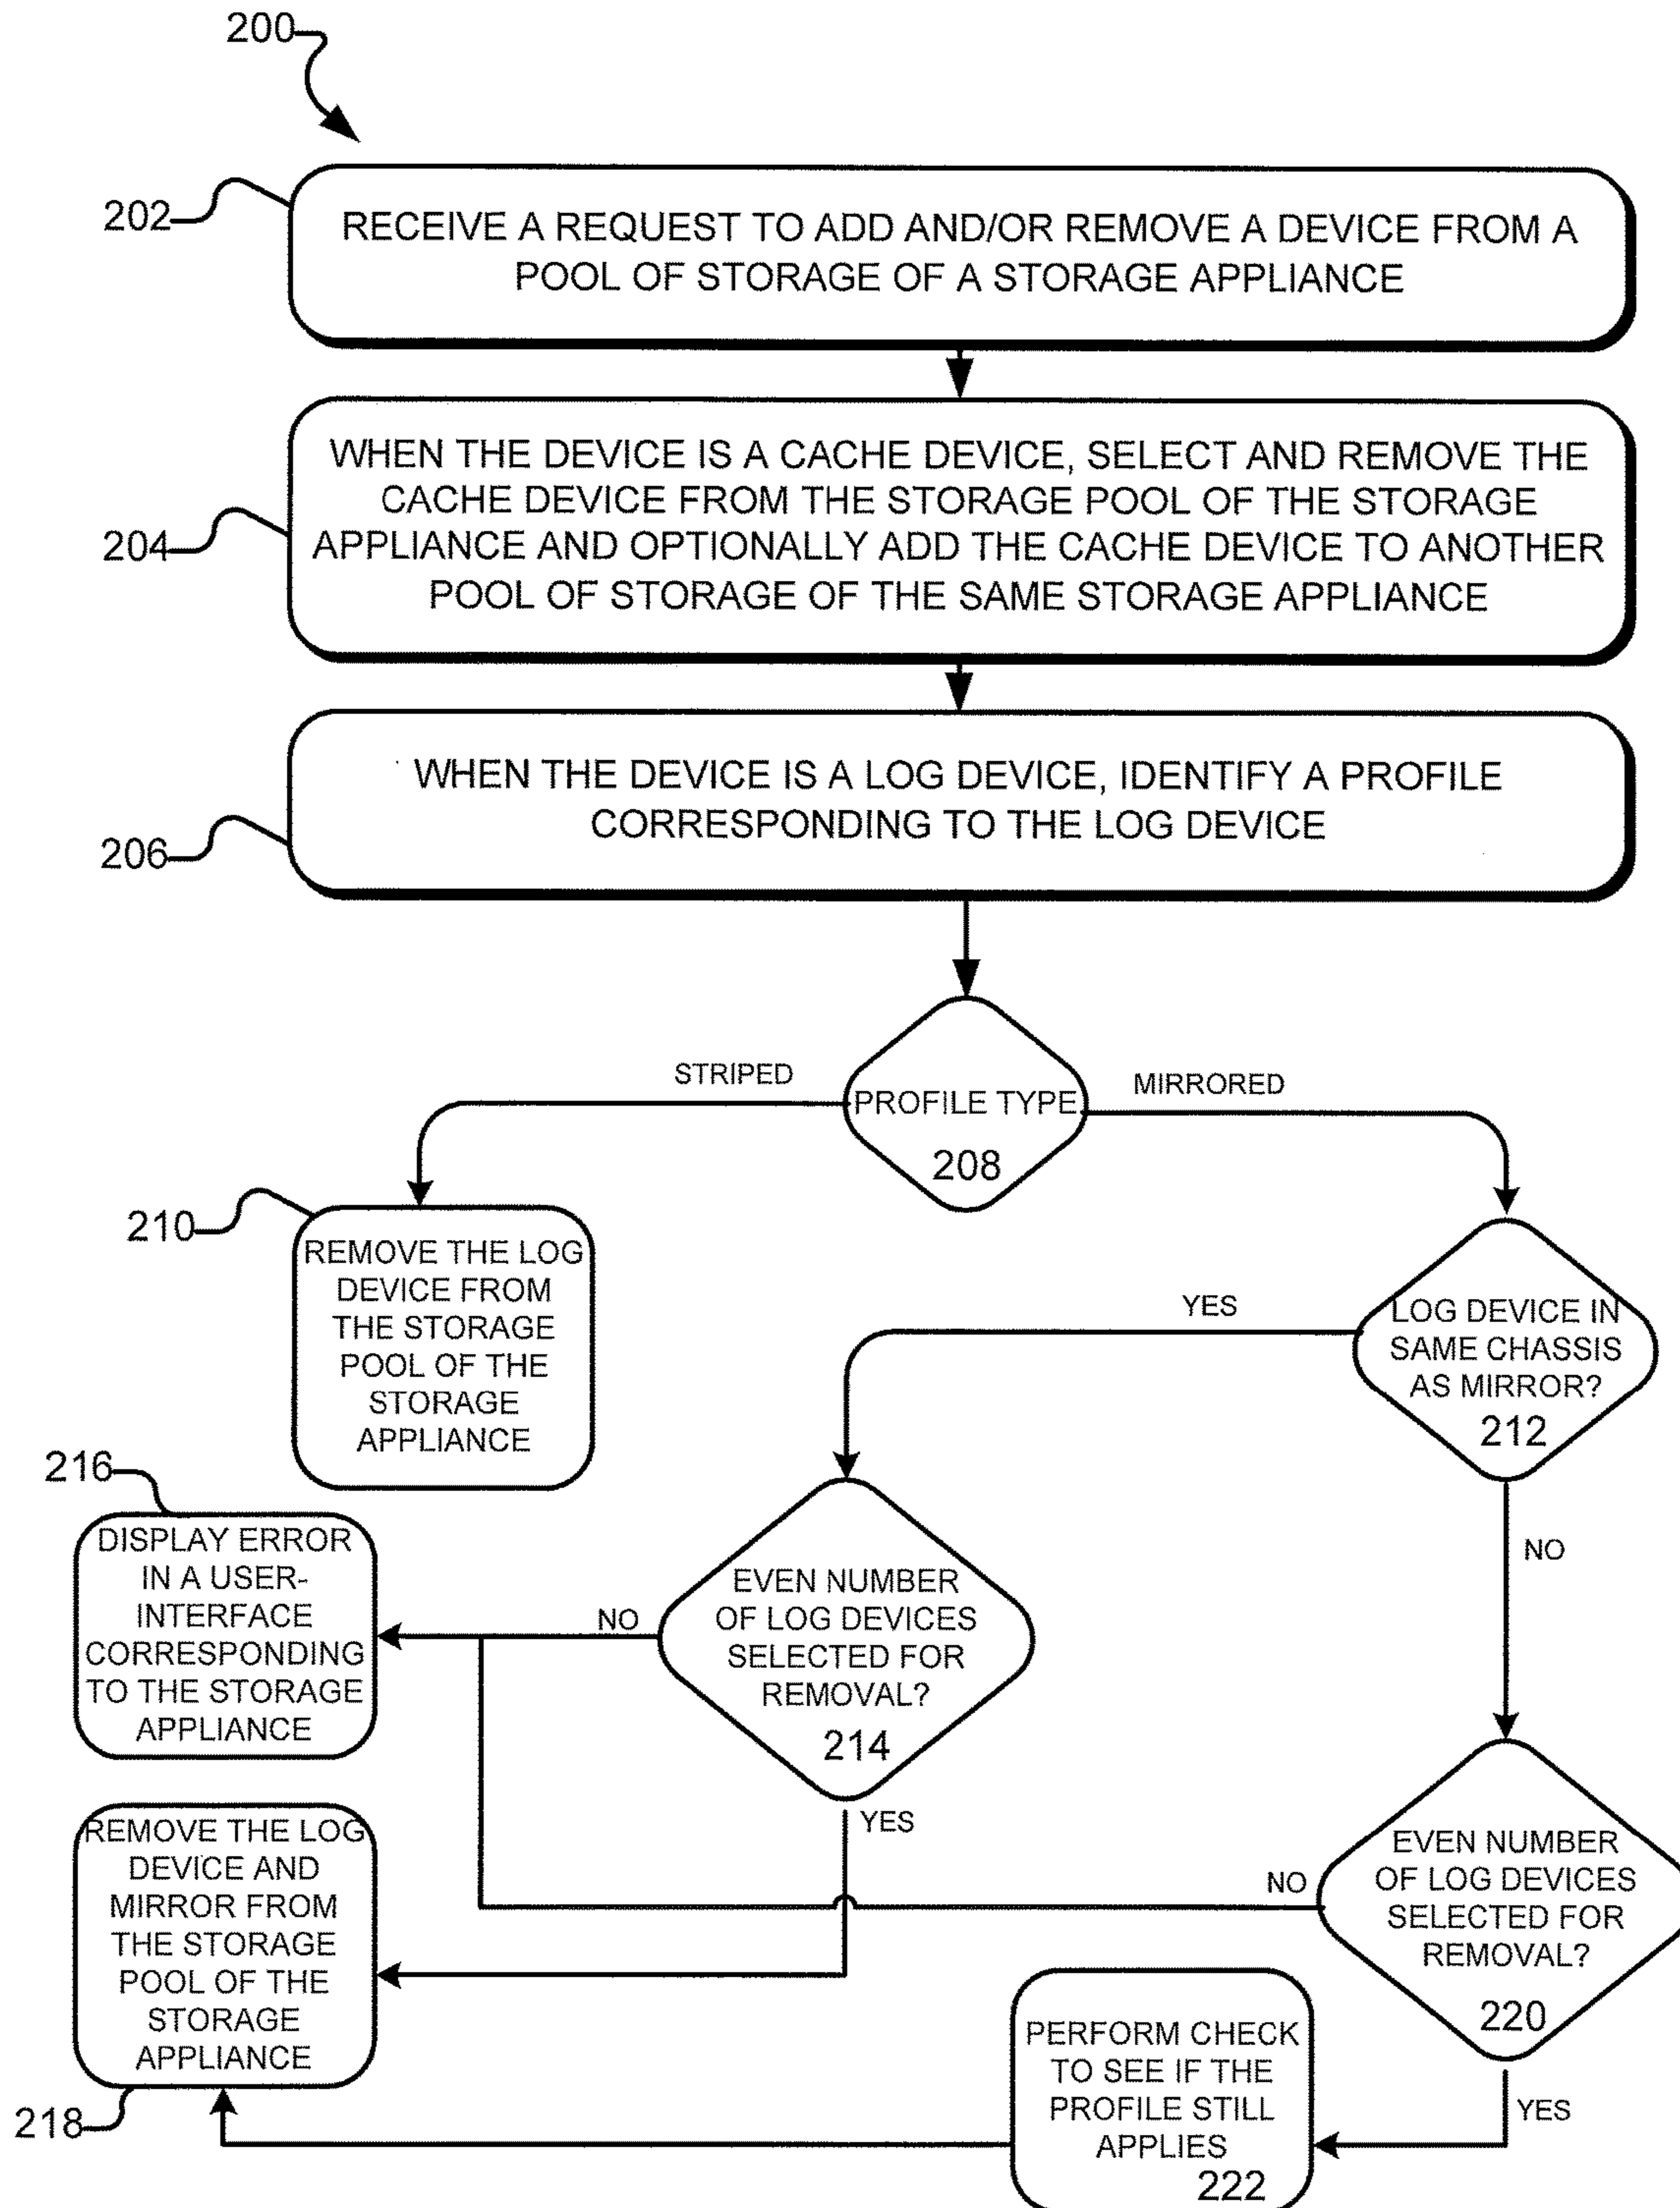 200
202
RECEIVE A REQUEST TO ADD AND/OR REMOVE A DEVICE FROM A
POOL OF STORAGE OF A STORAGE APPLIANCE
204
WHEN THE DEVICE IS A CACHE DEVICE, SELECT AND REMOVE THE
CACHE DEVICE FROM THE STORAGE POOL OF THE STORAGE
APPLIANCE AND OPTIONALLY ADD THE CACHE DEVICE TO ANOTHER
POOL OF STORAGE OF THE SAME STORAGE APPLIANCE
206
WHEN THE DEVICE IS A LOG DEVICE, IDENTIFY A PROFILE
CORRESPONDING TO THE LOG DEVICE
STRIPED
PROFILE TYPE
208
MIRRORED
210
REMOVE THE LOG
DEVICE FROM
THE STORAGE
POOL OF THE
STORAGE
APPLIANCE
YES
LOG DEVICE IN
SAME CHASSIS
AS MIRROR?
212
NO
216
DISPLAY ERROR
IN A USER-
INTERFACE
CORRESPONDING
TO THE STORAGE
APPLIANCE
NO
EVEN NUMBER
OF LOG DEVICES
SELECTED FOR
REMOVAL?
214
YES
REMOVE THE LOG
DEVICE AND
MIRROR FROM
THE STORAGE
POOL OF THE
STORAGE
APPLIANCE
218
NO
EVEN NUMBER
OF LOG DEVICES
SELECTED FOR
REMOVAL?
220
YES
PERFORM CHECK
TO SEE IF THE
PROFILE STILL
APPLIES
222